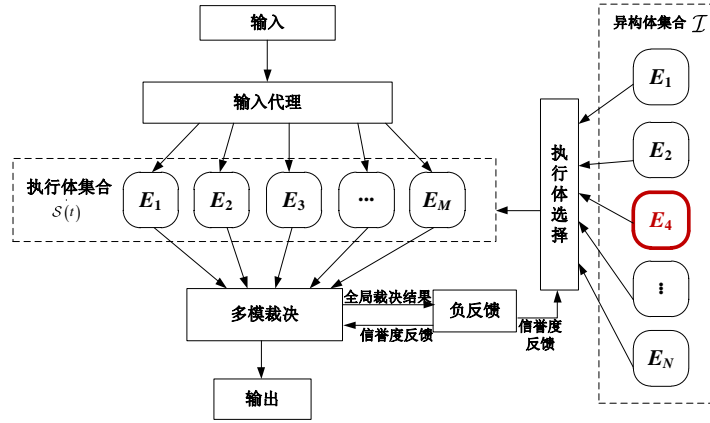 输入
异构体集合 𝓘
输入代理
E₁
E₂
E₄
⋮
E_N
执行体选择
执行体集合
𝒮(t)
E₁
E₂
E₃
···
E_M
多模裁决
全局裁决结果
信誉度反馈
负反馈
信誉度
反馈
输出